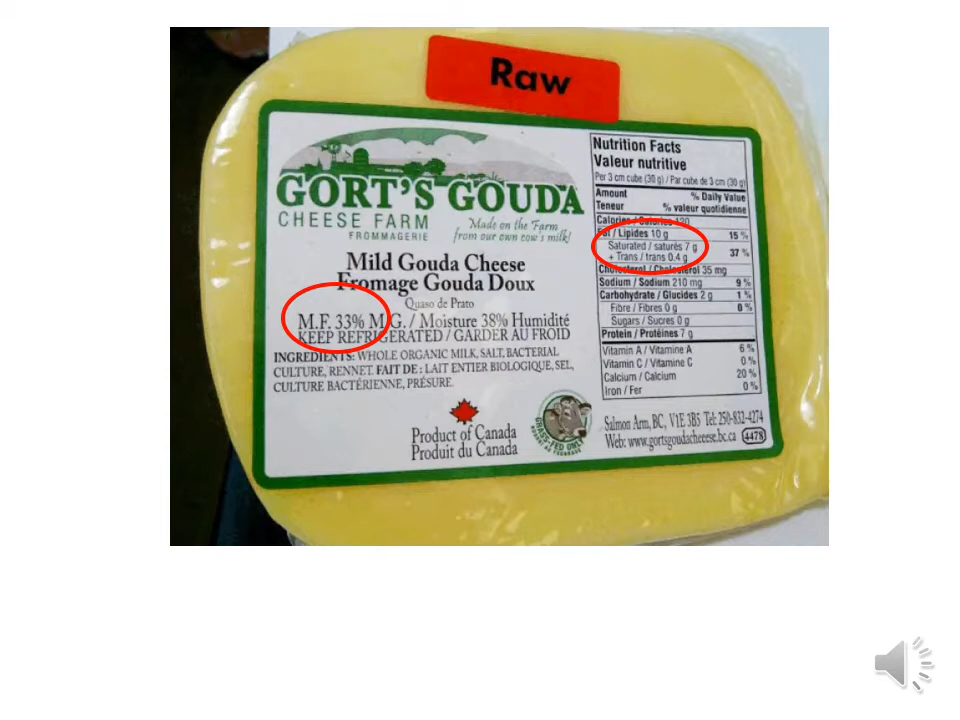 Raw
GORT'S GOUDA
CHEESE FARM
FROMMAGERIE
Made on the Farm
from our own cow's milk!
Mild Gouda Cheese
Fromage Gouda Doux
Quaso de Prato
M.F. 33% M.G. / Moisture 38% Humidité
KEEP REFRIGERATED / GARDER AU FROID
INGREDIENTS: WHOLE ORGANIC MILK, SALT, BACTERIAL
CULTURE, RENNET. FAIT DE : LAIT ENTIER BIOLOGIQUE, SEL,
CULTURE BACTÉRIENNE, PRÉSURE.
Product of Canada
Produit du Canada
GRASS-FED ONLY
Nutrition Facts
Valeur nutritive
Per 3 cm cube (30 g) / Par cube de 3 cm (30 g)
Amount % Daily Value
Teneur % valeur quotidienne
Calories / Calories 120
Fat / Lipides 10 g 15 %
Saturated / saturés 7 g
+ Trans / trans 0.4 g 37 %
Cholesterol / Cholesterol 35 mg
Sodium / Sodium 210 mg 9 %
Carbohydrate / Glucides 2 g 1 %
Fibre / Fibres 0 g 0 %
Sugars / Sucres 0 g
Protein / Protéines 7 g
Vitamin A / Vitamine A 6 %
Vitamin C / Vitamine C 0 %
Calcium / Calcium 20 %
Iron / Fer 0 %
Salmon Arm, BC, V1E 3B5 Tel: 250-832-4274
Web: www.gortsgoudacheese.bc.ca 4478